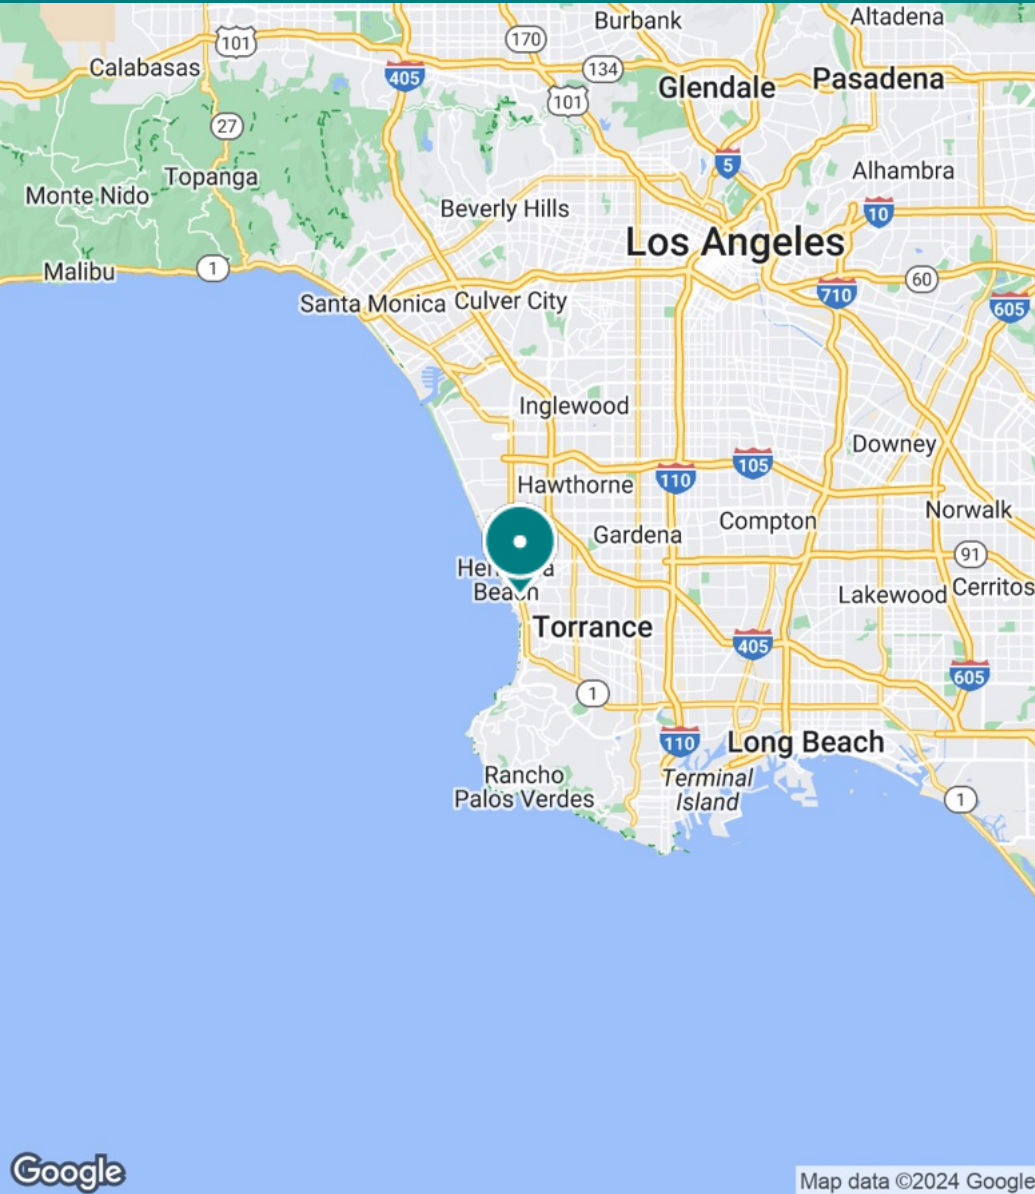 Burbank
Altadena
101
170
Calabasas
405
134
Glendale
Pasadena
101
27
5
Topanga
Alhambra
Monte Nido
Beverly Hills
10
Los Angeles
Malibu
1
60
710
Santa Monica
Culver City
605
Inglewood
Downey
105
110
Hawthorne
Norwalk
Compton
Gardena
91
Beach
Lakewood
Cerritos
Torrance
405
605
1
110
Long Beach
Rancho
Palos Verdes
Terminal
Island
1
Google
Map data ©2024 Google